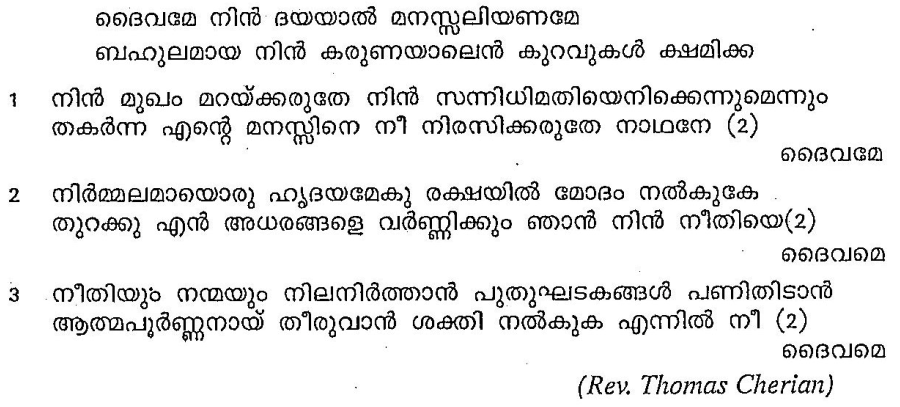 ദൈവമേ നിൻ ദയയാൽ മനസ്സലിയണമേ
ബഹുലമായ നിൻ കരുണയാലെൻ കുറവുകൾ ക്ഷമിക്ക
1 നിൻ മുഖം മറയ്ക്കരുതേ നിൻ സന്നിധിമതിയെനിക്കെന്നുമെന്നും
തകർന്ന എന്റെ മനസ്സിനെ നീ നിരസിക്കരുതേ നാഥനേ (2)
ദൈവമേ
2 നിർമ്മലമായൊരു ഹൃദയമേകു രക്ഷയിൽ മോദം നൽകുകേ
തുറക്കു എൻ അധരങ്ങളെ വർണ്ണിക്കും ഞാൻ നിൻ നീതിയെ(2)
ദൈവമെ
3 നീതിയും നന്മയും നിലനിർത്താൻ പുതുഘടകങ്ങൾ പണിതിടാൻ
ആത്മപൂർണ്ണനായ് തീരുവാൻ ശക്തി നൽകുക എന്നിൽ നീ (2)
ദൈവമെ
(Rev. Thomas Cherian)